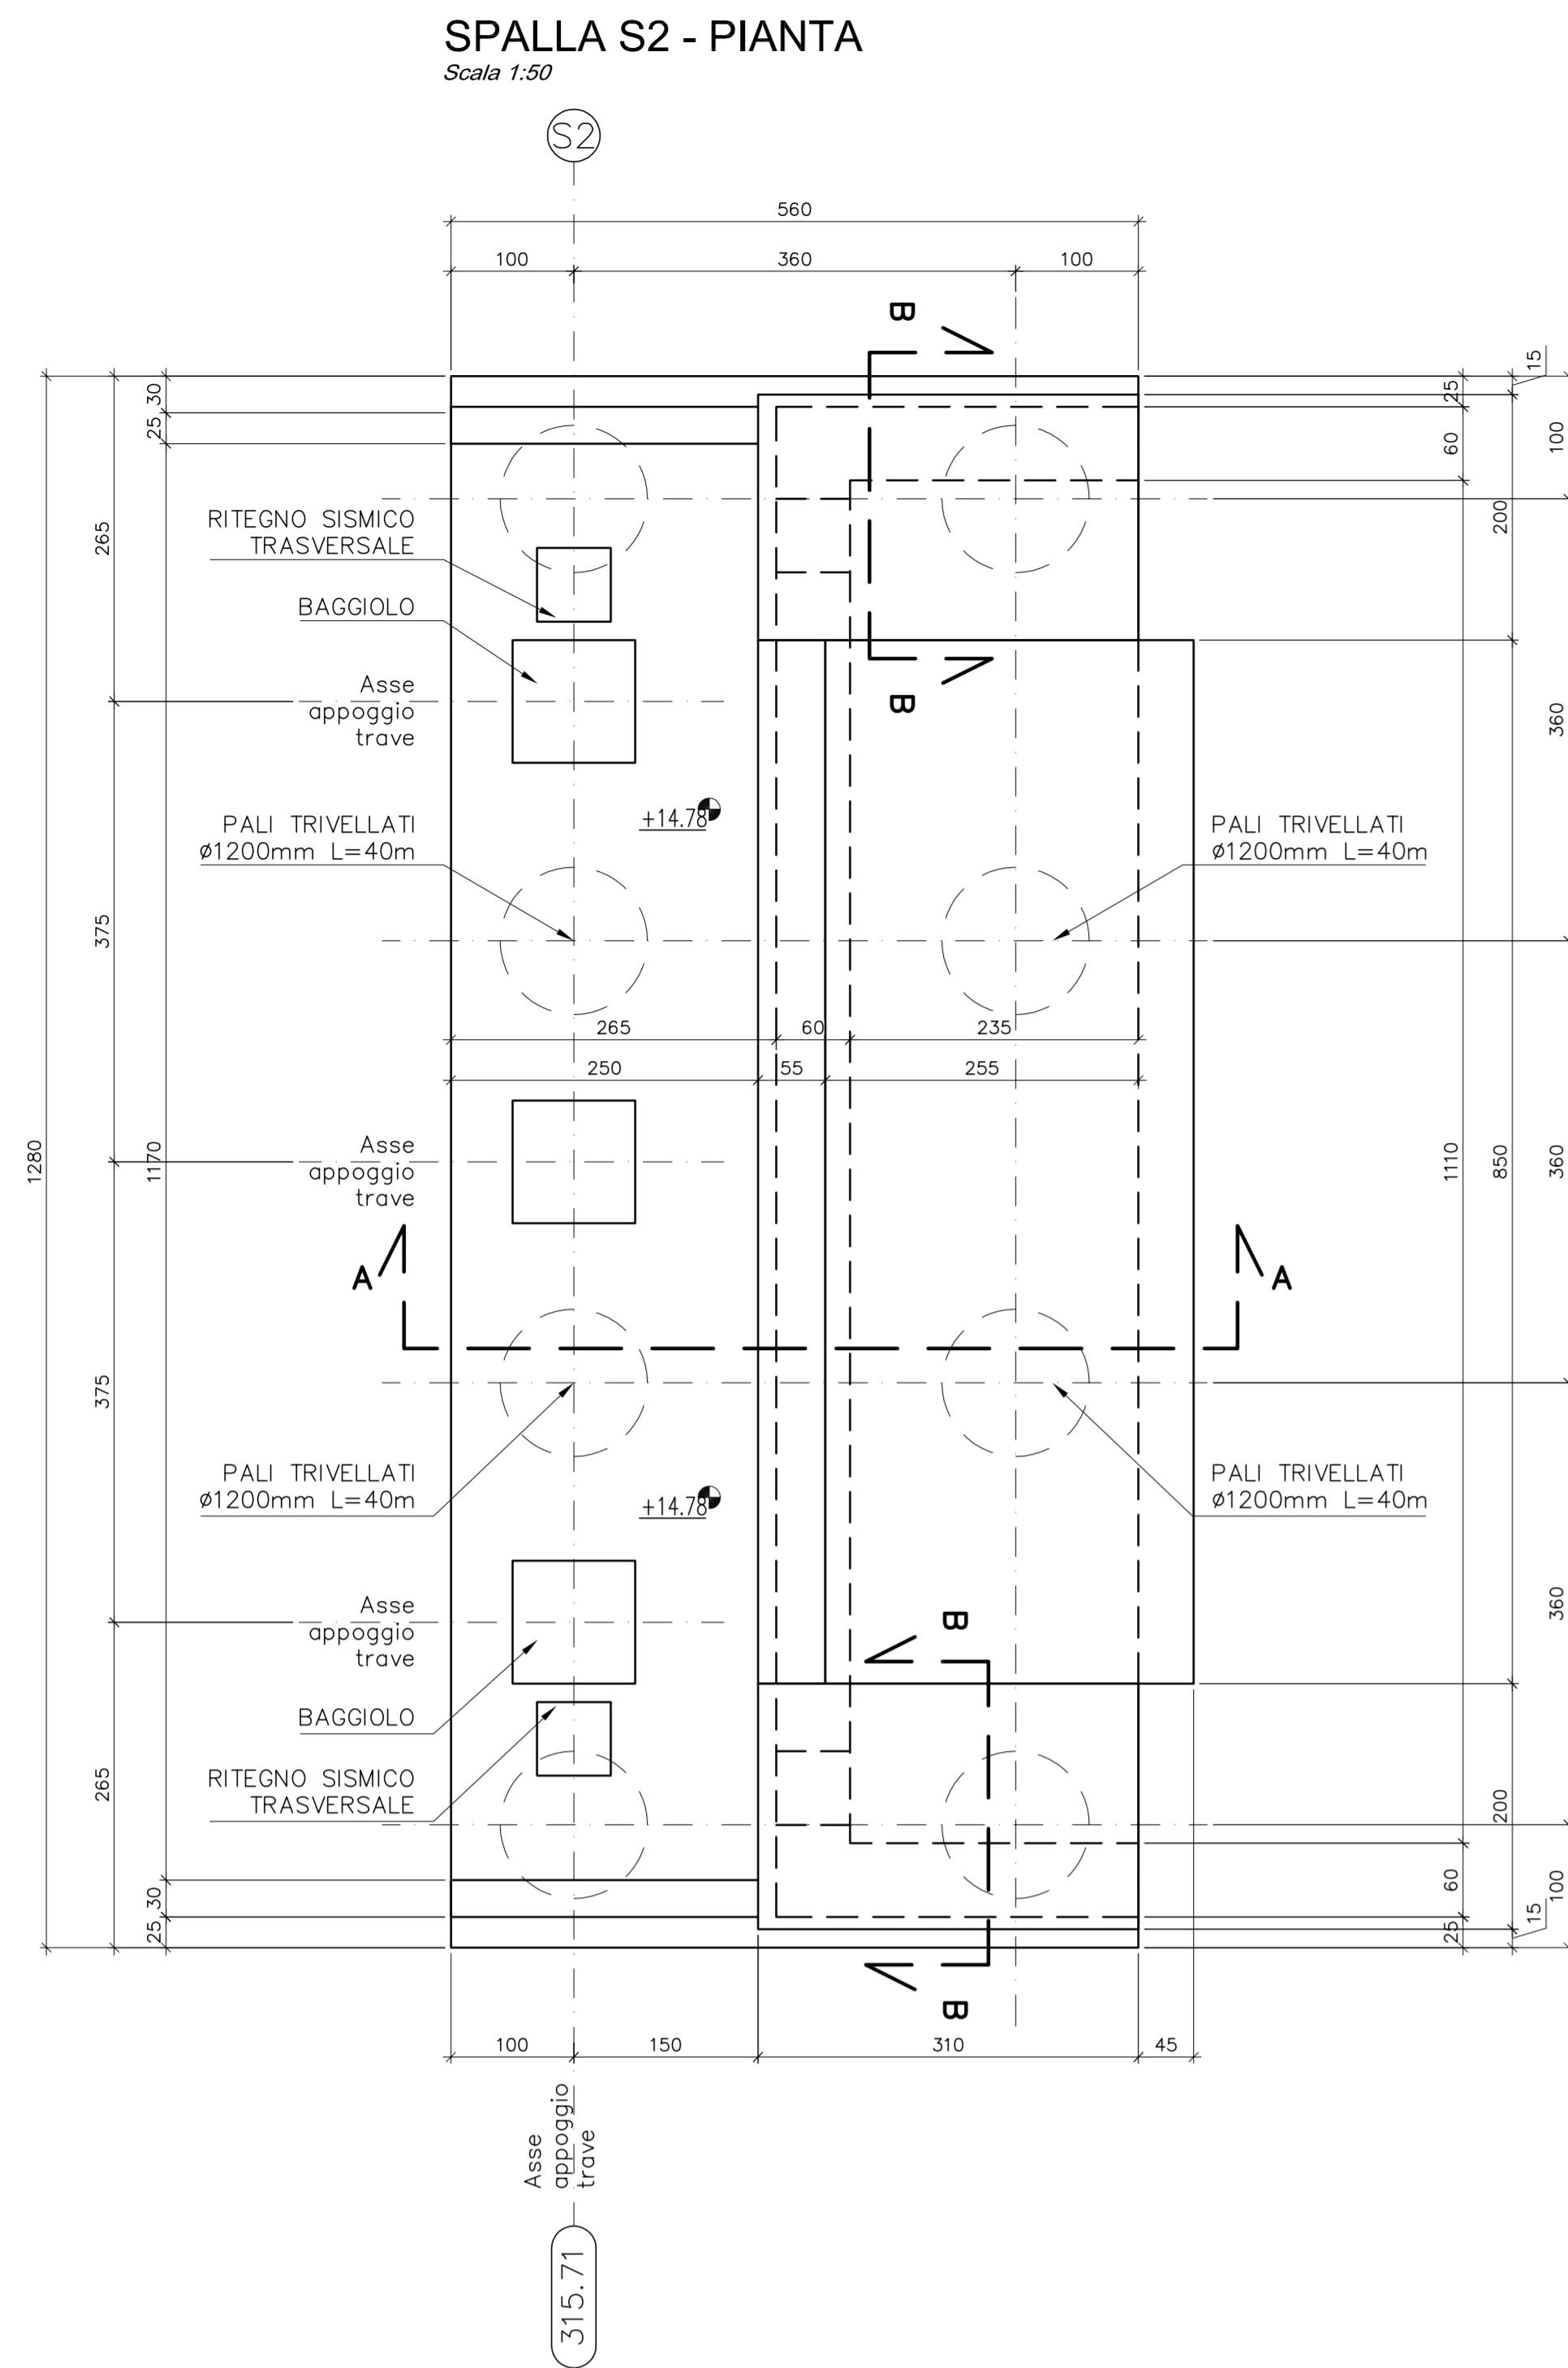 SPALLA S2 - PIANTA
Scala 1:50
S2
560
100
360
100
B
15
30
25
25
60
100
200
265
RITEGNO SISMICO
TRASVERSALE
BAGGIOLO
Asse
appoggio
trave
B
360
+14.78
PALI TRIVELLATI
ø1200mm L=40m
PALI TRIVELLATI
ø1200mm L=40m
375
265
60
235
250
55
255
1280
1170
Asse
appoggio
trave
1110
850
360
A
A
375
PALI TRIVELLATI
ø1200mm L=40m
+14.78
PALI TRIVELLATI
ø1200mm L=40m
Asse
appoggio
trave
B
360
BAGGIOLO
RITEGNO SISMICO
TRASVERSALE
265
200
30
25
60
25
15
100
B
100
150
310
45
Asse
appoggio
trave
315.71